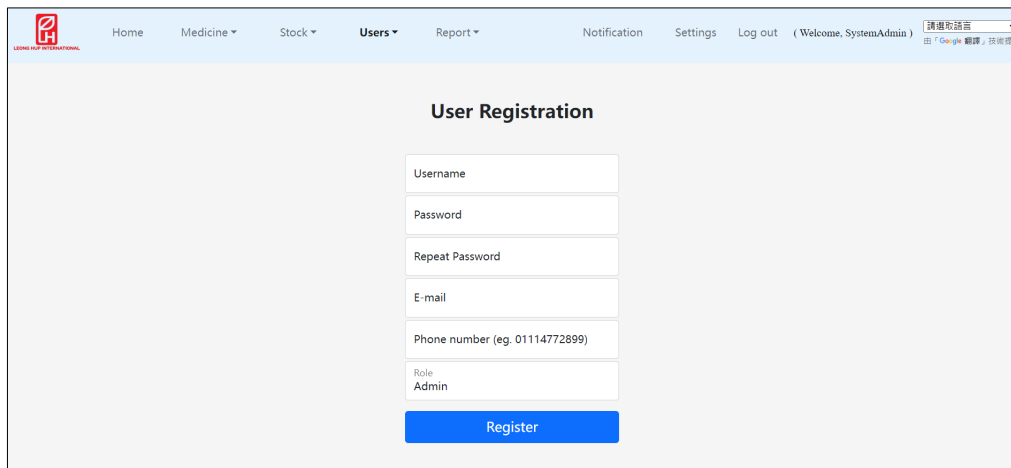 LEONG HUP INTERNATIONAL
Home Medicine Stock Users Report Notification Settings Log out ( Welcome, SystemAdmin )
請選取語言
由「Google 翻譯」技術提
User Registration
Username
Password
Repeat Password
E-mail
Phone number (eg. 01114772899)
Role
Admin
Register